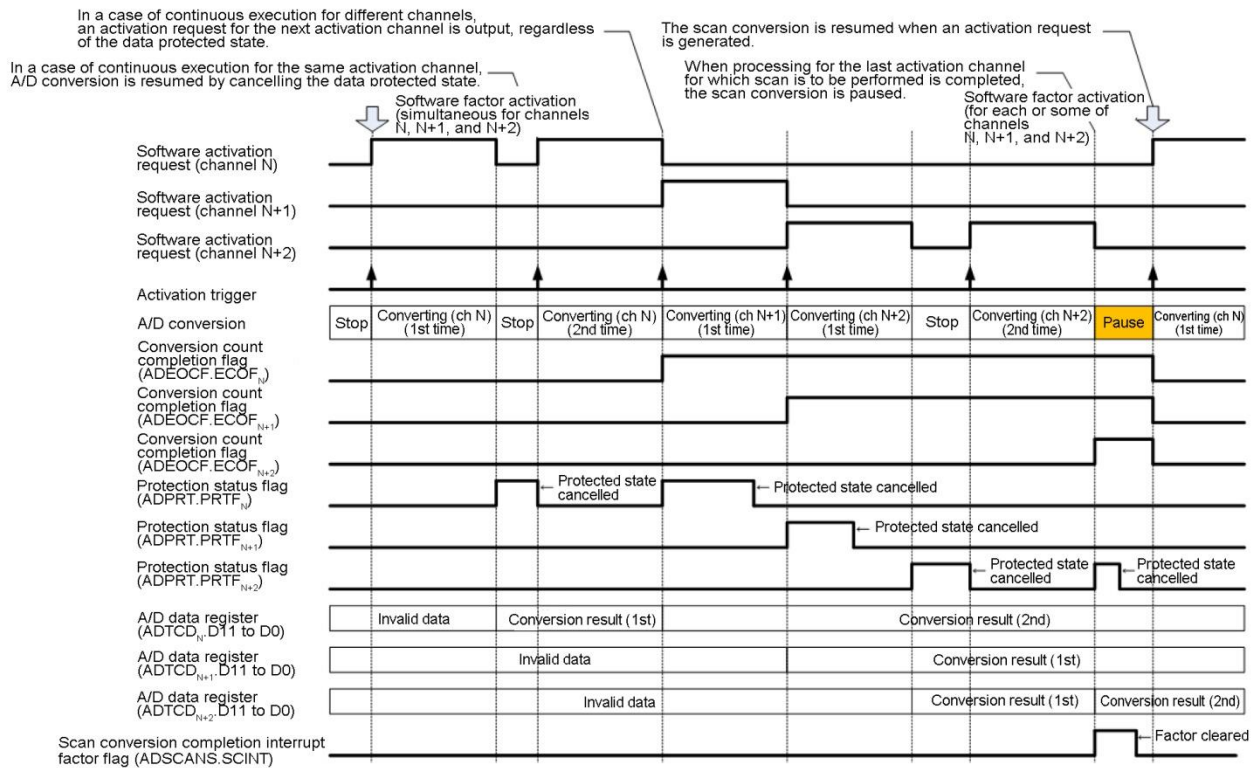 In a case of continuous execution for different channels,
an activation request for the next activation channel is output, regardless
of the data protected state.
The scan conversion is resumed when an activation request
is generated.
In a case of continuous execution for the same activation channel,
A/D conversion is resumed by cancelling the data protected state.
When processing for the last activation channel
for which scan is to be performed is completed,
the scan conversion is paused.
Software factor activation
(simultaneous for channels
N, N+1, and N+2)
Software factor activation
(for each or some of
channels
N, N+1, and N+2)
Software activation
request (channel N)
Software activation
request (channel N+1)
Software activation
request (channel N+2)
Activation trigger
A/D conversion
Stop
Converting (ch N)
(1st time)
Stop
Converting (ch N)
(2nd time)
Converting (ch N+1)
(1st time)
Converting (ch N+2)
(1st time)
Stop
Converting (ch N+2)
(2nd time)
Pause
Converting (ch N)
(1st time)
Conversion count
completion flag
(ADEOCF.ECOF N)
Conversion count
completion flag
(ADEOCF.ECOF N+1)
Conversion count
completion flag
(ADEOCF.ECOF N+2)
Protection status flag
(ADPRT.PRTF N)
← Protected state
cancelled
← Protected state cancelled
Protection status flag
(ADPRT.PRTF N+1)
← Protected state cancelled
Protection status flag
(ADPRT.PRTF N+2)
← Protected state
cancelled
← Protected state
cancelled
A/D data register
(ADTCD N.D11 to D0)
Invalid data
Conversion result (1st)
Conversion result (2nd)
A/D data register
(ADTCD N+1.D11 to D0)
Invalid data
Conversion result (1st)
A/D data register
(ADTCD N+2.D11 to D0)
Invalid data
Conversion result (1st)
Conversion result (2nd)
Scan conversion completion interrupt
factor flag (ADSCANS.SCINT)
← Factor cleared